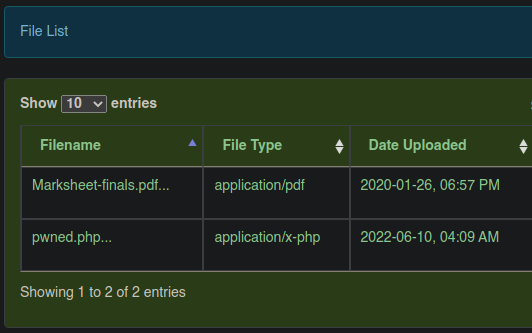 File List
Show 10 entries
Filename File Type Date Uploaded
Marksheet-finals.pdf... application/pdf 2020-01-26, 06:57 PM
pwned.php... application/x-php 2022-06-10, 04:09 AM
Showing 1 to 2 of 2 entries